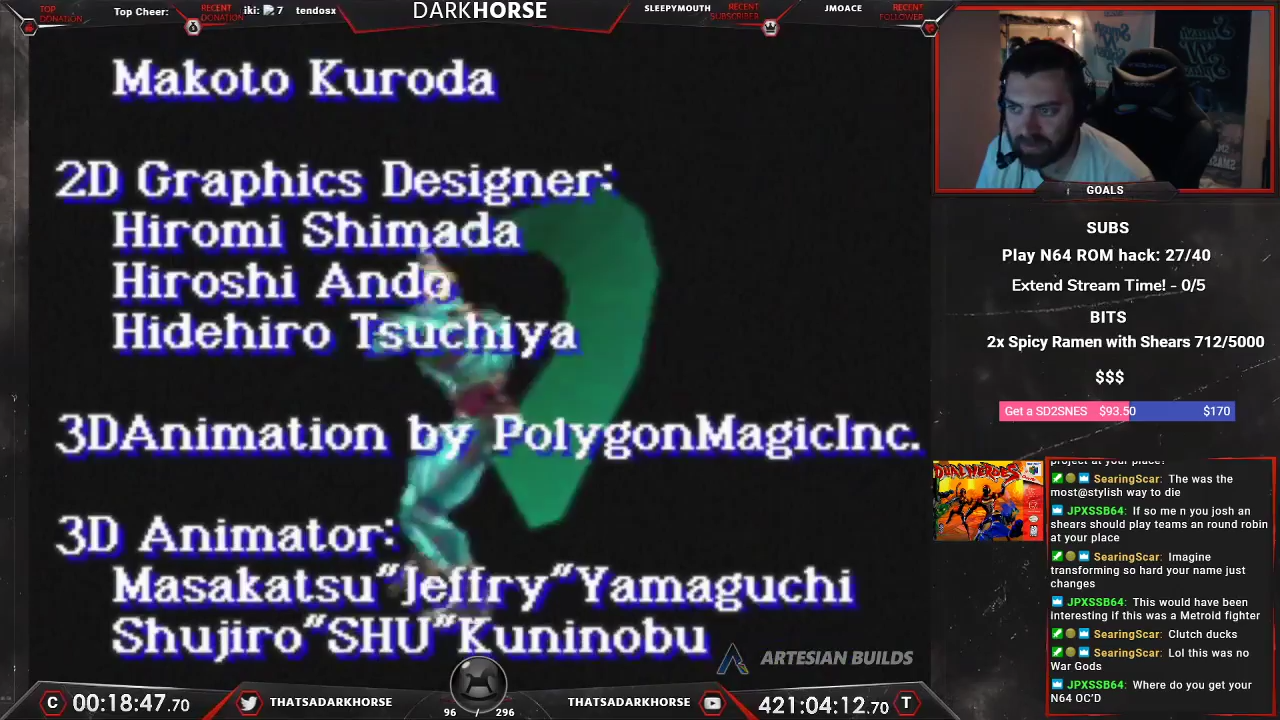 TOP DONATION
Top Cheer:
RECENT DONATION
iki: 7
tendosx
DARKHORSE
SLEEPYMOUTH
RECENT SUBSCRIBER
JMOACE
RECENT FOLLOWER
Makoto Kuroda
2D Graphics Designer:
Hiromi Shimada
Hiroshi Ando
Hidehiro Tsuchiya
3DAnimation by PolygonMagicInc.
3D Animator:
Masakatsu"Jeffry"Yamaguchi
Shujiro"SHU"Kuninobu
ARTESIAN BUILDS
GOALS
SUBS
Play N64 ROM hack: 27/40
Extend Stream Time! - 0/5
BITS
2x Spicy Ramen with Shears 712/5000
$$$
Get a SD2SNES $93.50 $170
DUAL HEROES
project at your place?
SearingScar: The was the
most@stylish way to die
JPXSSB64: If so me n you josh an
shears should play teams an round robin
at your place
SearingScar: Imagine
transforming so hard your name just
changes
JPXSSB64: This would have been
interesting if this was a Metroid fighter
SearingScar: Clutch ducks
SearingScar: Lol this was no
War Gods
JPXSSB64: Where do you get your
N64 OC'D
C 00:18:47.70
THATSADARKHORSE
96 / 296
THATSADARKHORSE
421:04:12.70 T